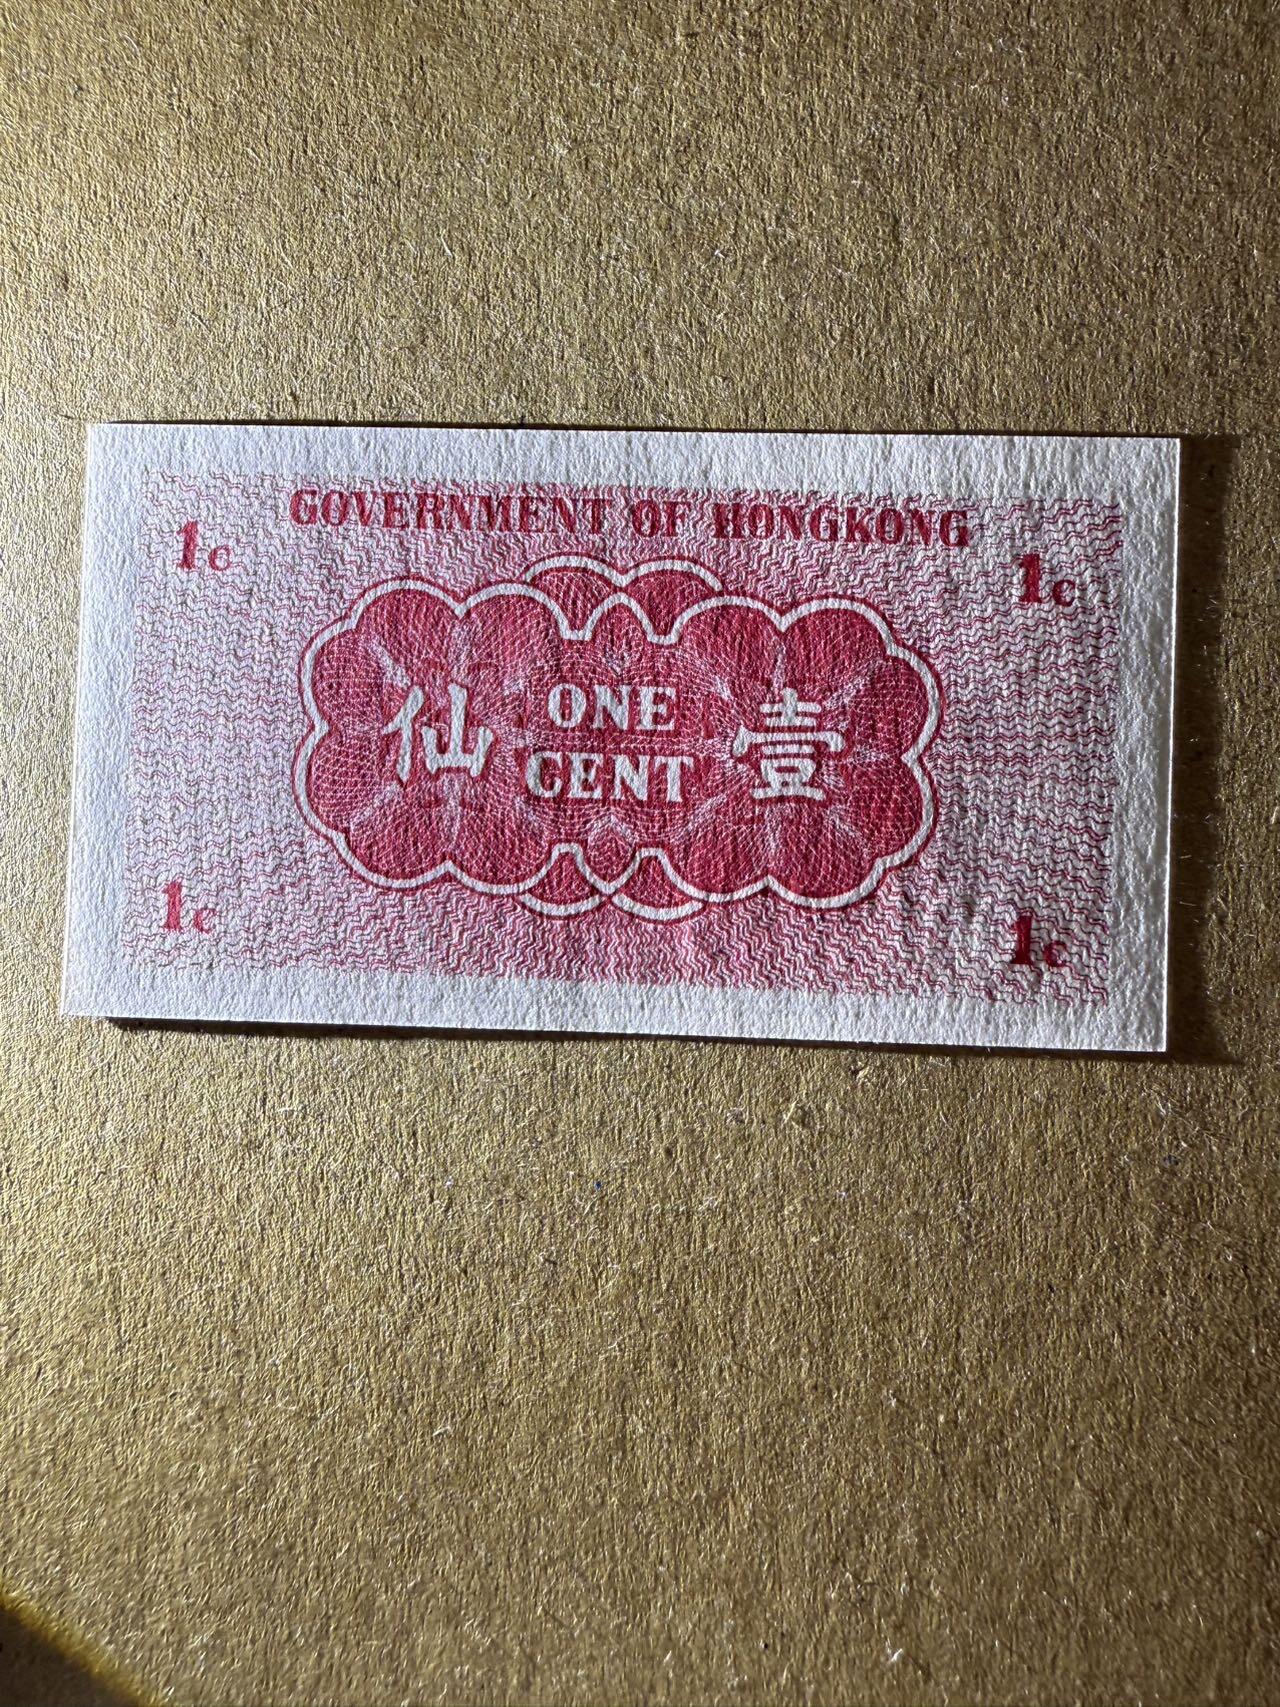 GOVERNMENT OF HONGKONG
1c
1c
仙
ONE
CENT
壹
1c
1c